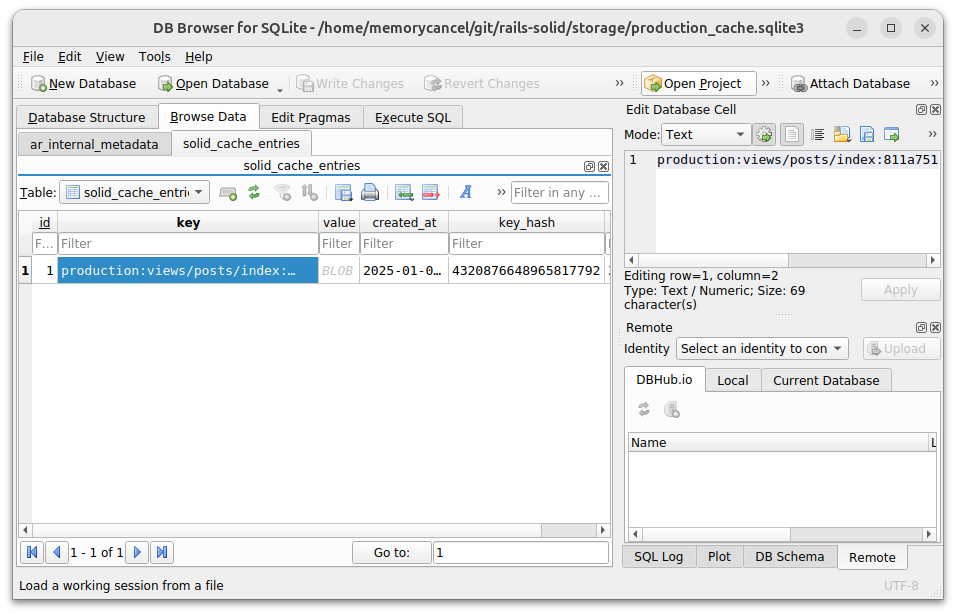 DB Browser for SQLite - /home/memorycancel/git/rails-solid/storage/production_cache.sqlite3
File Edit View Tools Help
New Database Open Database Write Changes Revert Changes » Open Project » Attach Database »
Database Structure Browse Data Edit Pragmas Execute SQL
ar_internal_metadata solid_cache_entries
solid_cache_entries
Table: solid_cache_entri » Filter in any ...
id key value created_at key_hash
F... Filter Filter Filter Filter
1 1 production:views/posts/index:… BLOB 2025-01-0… 4320876648965817792
1 - 1 of 1 Go to: 1
Load a working session from a file
Edit Database Cell
Mode: Text »
1 production:views/posts/index:811a751
Editing row=1, column=2
Type: Text / Numeric; Size: 69
character(s)
Apply
Remote
Identity Select an identity to con Upload
DBHub.io Local Current Database
Name L
SQL Log Plot DB Schema Remote
UTF-8